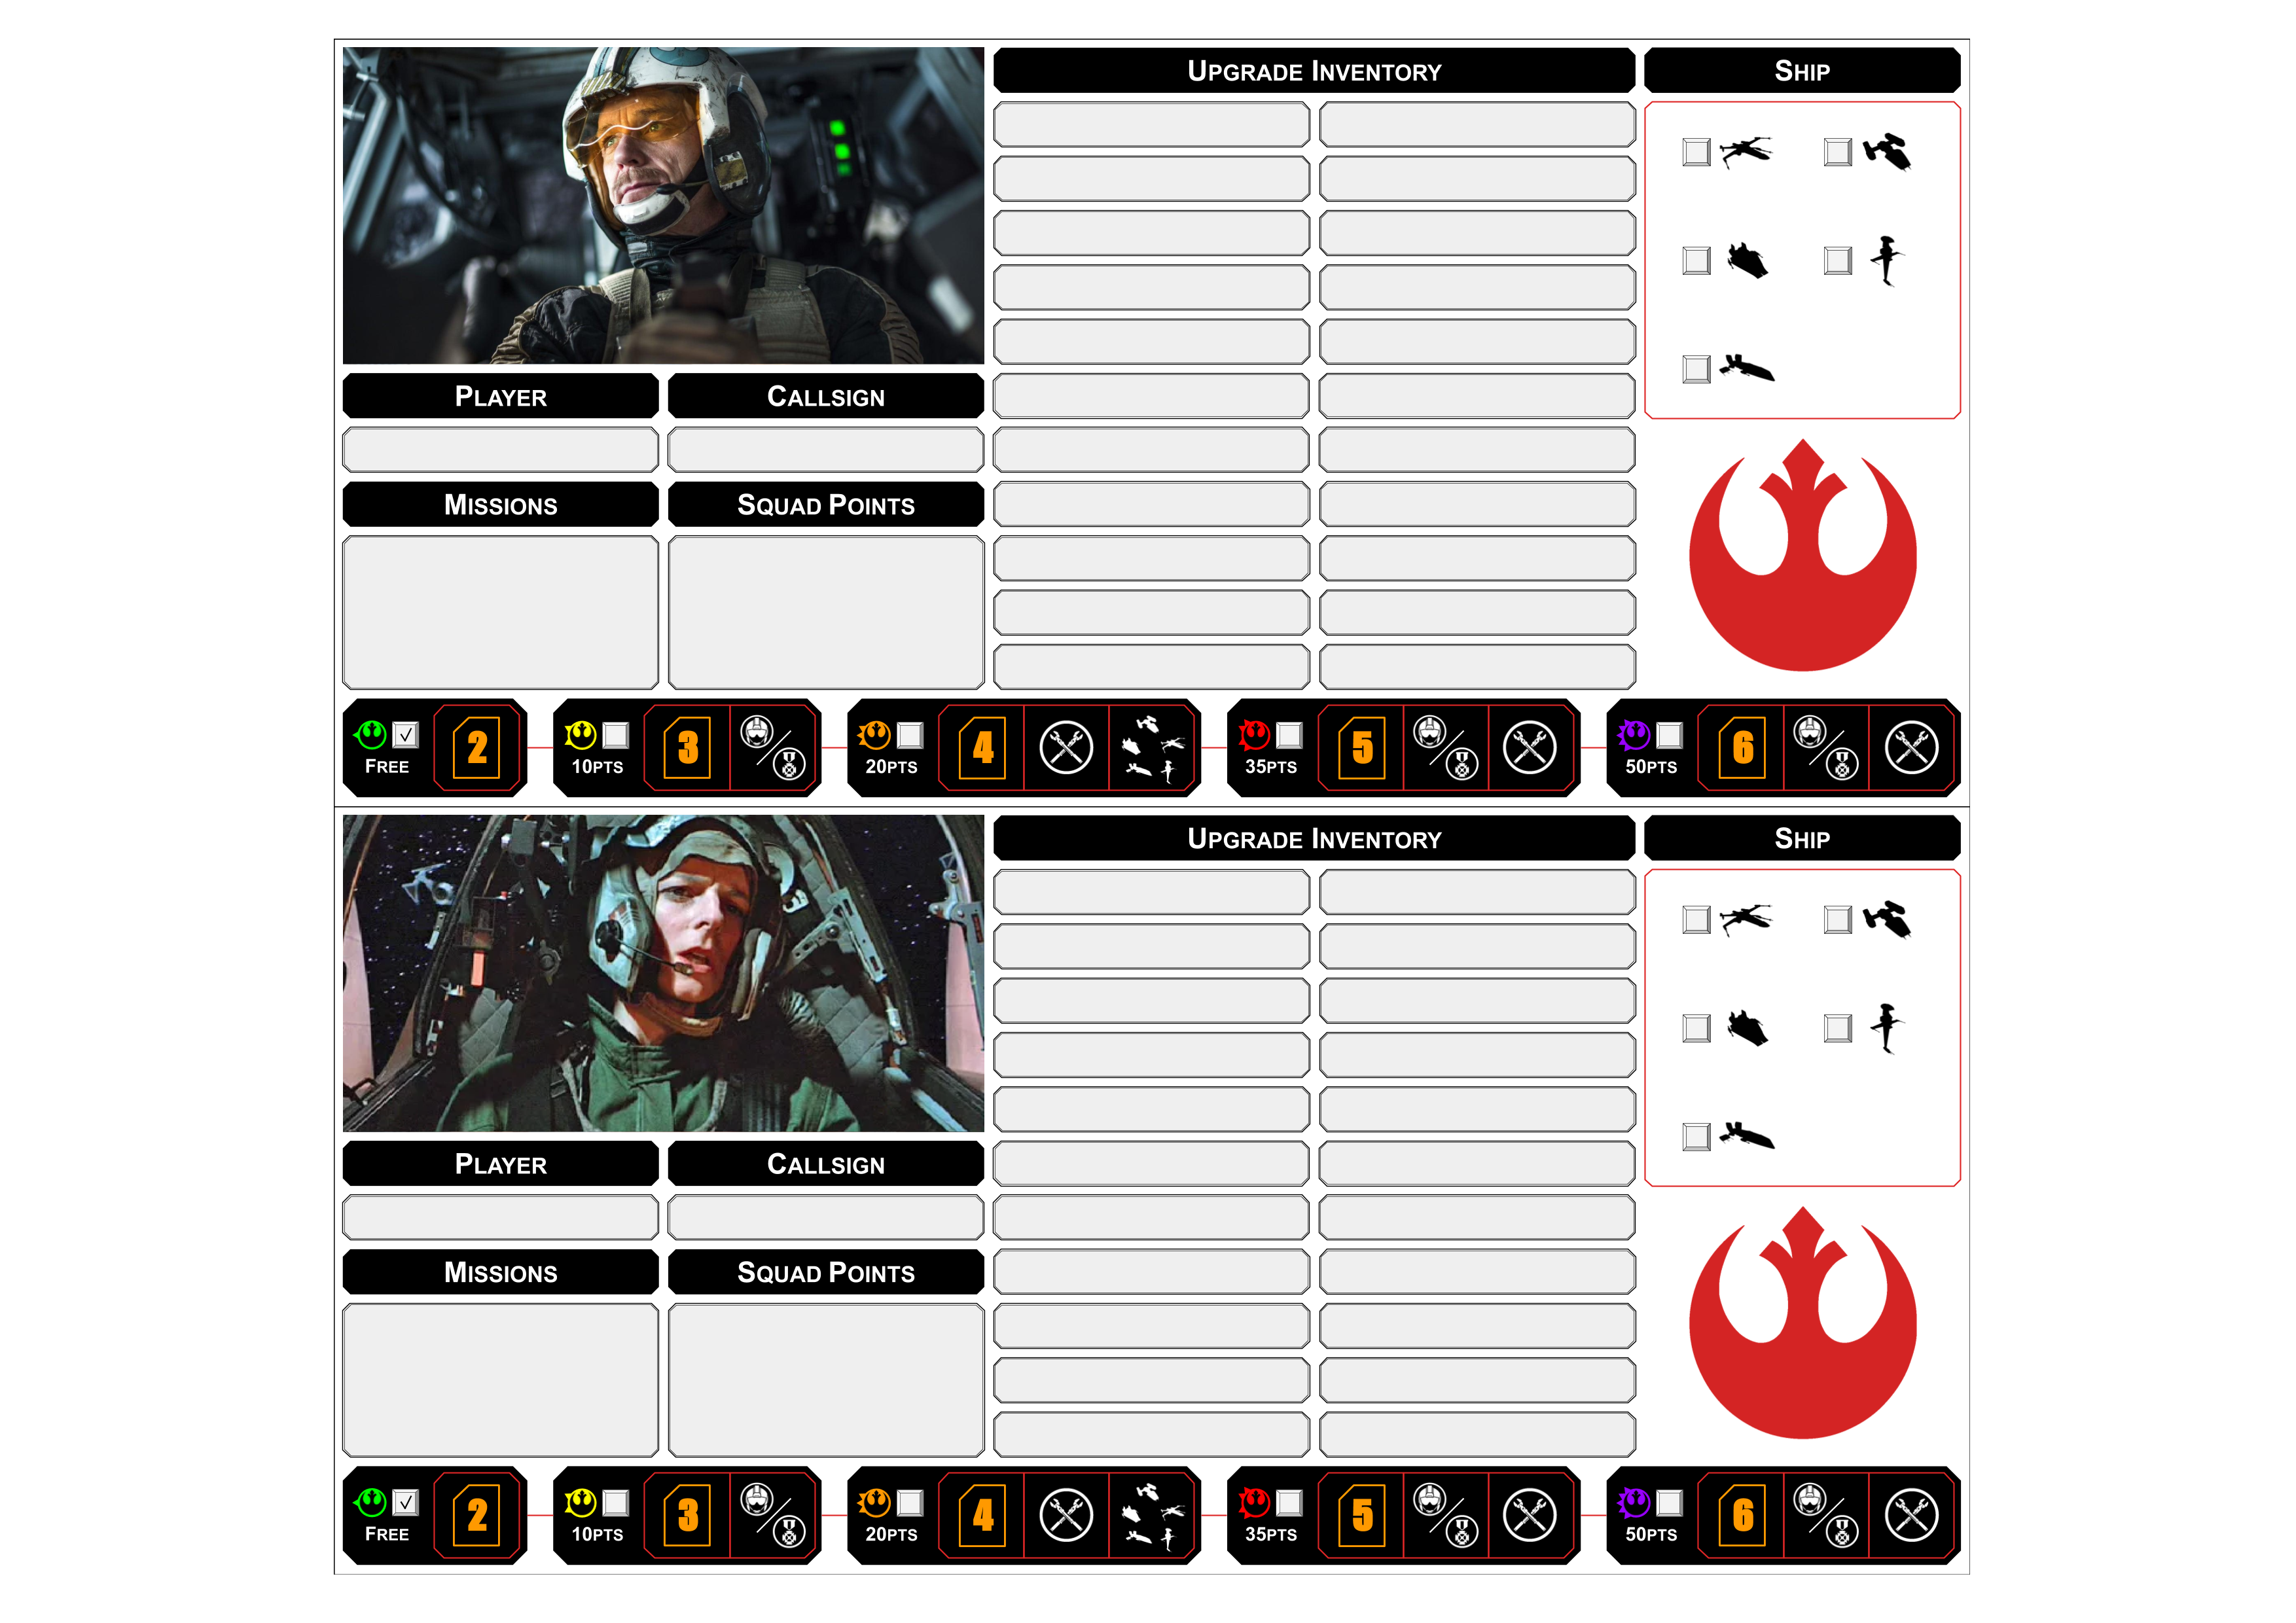 Upgrade Inventory
Ship
Player
Callsign
Missions
Squad Points
Free
2
10pts
3
20pts
4
35pts
5
50pts
6
Upgrade Inventory
Ship
Player
Callsign
Missions
Squad Points
Free
2
10pts
3
20pts
4
35pts
5
50pts
6